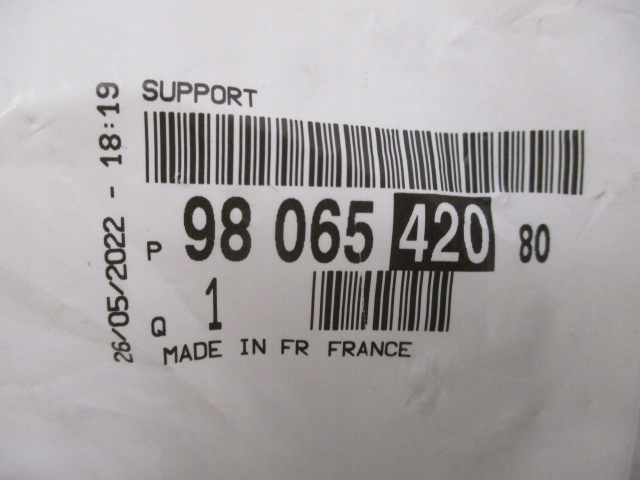 SUPPORT
P 98 065 420 80
Q 1
MADE IN FR FRANCE
26/05/2022 - 18:19